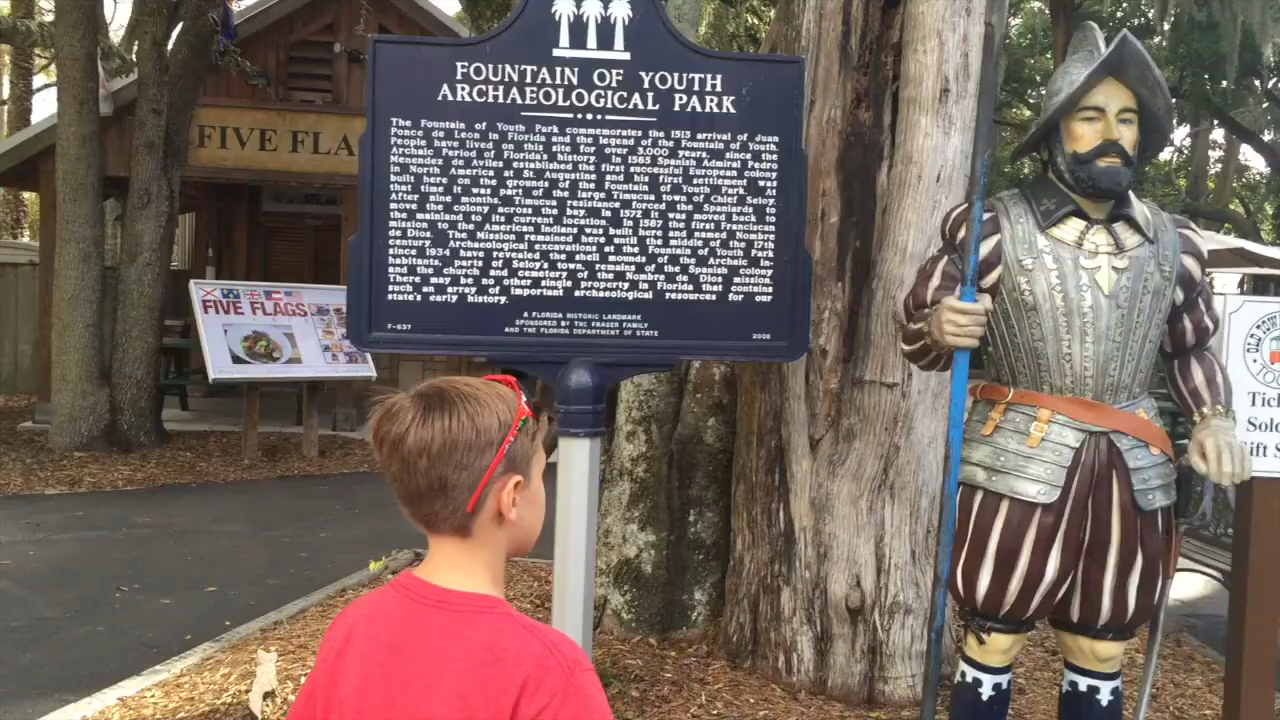 FOUNTAIN OF YOUTH
ARCHAEOLOGICAL PARK
The Fountain of Youth Park commemorates the 1513 arrival of Juan
Ponce de Leon in Florida and the legend of the Fountain of Youth.
People have lived on this site for over 3,000 years, since the
Archaic Period of Florida's history. In 1565 Spanish Admiral Pedro
Menendez de Aviles established the first successful European colony
in North America at St. Augustine and his first settlement was
built here on the grounds of the Fountain of Youth Park. At
that time it was part of the large Timucua town of Chief Seloy.
After nine months, Timucua resistance forced the Spaniards to
move the colony across the bay. In 1572 it was moved back to
the mainland to its current location. In 1587 the first Franciscan
mission to the American Indians was built here and named Nombre
de Dios. The Mission remained here until the middle of the 17th
century. Archaeological excavations at the Fountain of Youth Park
since 1934 have revealed the shell mounds of the Archaic in-
habitants, parts of Seloy's town, remains of the Spanish colony
and the church and cemetery of the Nombre de Dios mission.
There may be no other single property in Florida that contains
such an array of important archaeological resources for our
state's early history.
A FLORIDA HISTORIC LANDMARK
SPONSORED BY THE FRASER FAMILY
AND THE FLORIDA DEPARTMENT OF STATE
F-637
2008
FIVE FLA
FIVE FLAGS
OLD TOW
TO
Tic
Sol
ift S